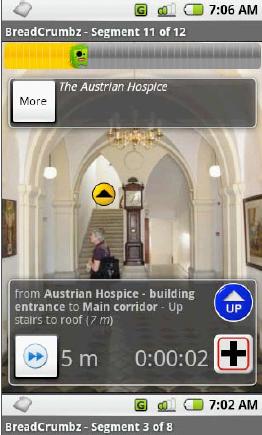 G 7:06 AM
BreadCrumbz - Segment 11 of 12
More
The Austrian Hospice
from Austrian Hospice - building
entrance to Main corridor - Up
stairs to roof (7 m)
UP
5 m 0:00:02
G 7:02 AM
BreadCrumbz - Segment 3 of 8